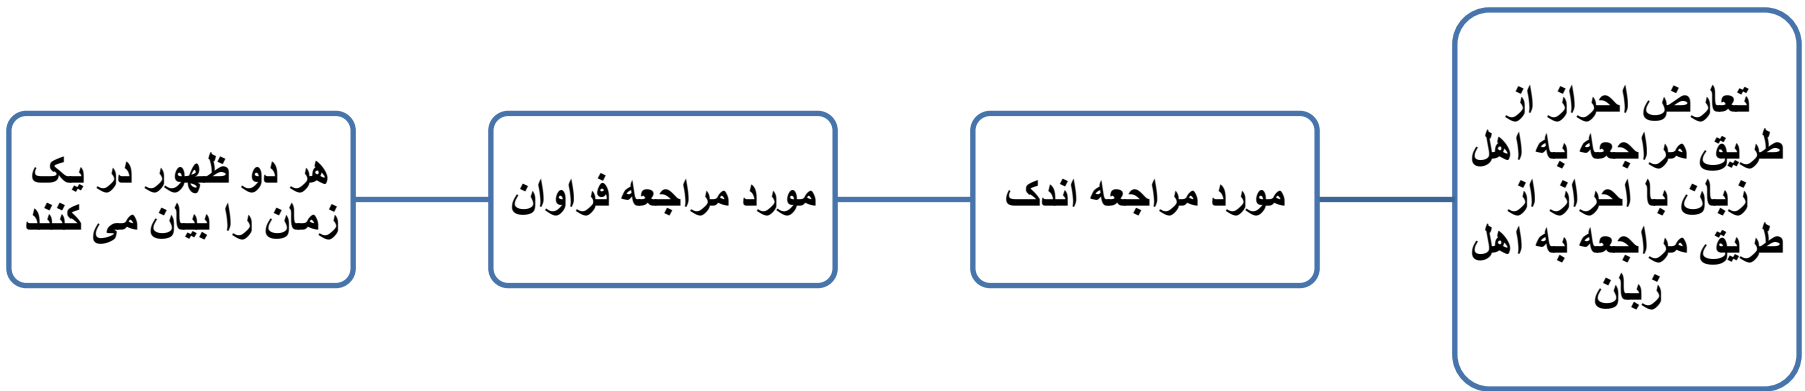 تعارض احراز از
طریق مراجعه به اهل
زبان با احراز از
طریق مراجعه به اهل
زبان
مورد مراجعه اندک
مورد مراجعه فراوان
هر دو ظهور در یک
زمان را بیان می کنند